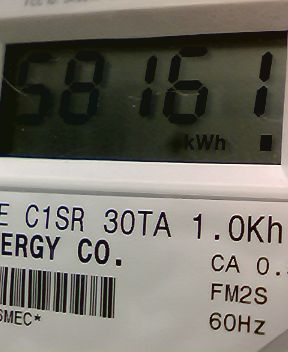 58161
kWh
E C1SR 30TA 1.0Kh
ERGY CO.
CA 0.
FM2S
60Hz
SMEC*